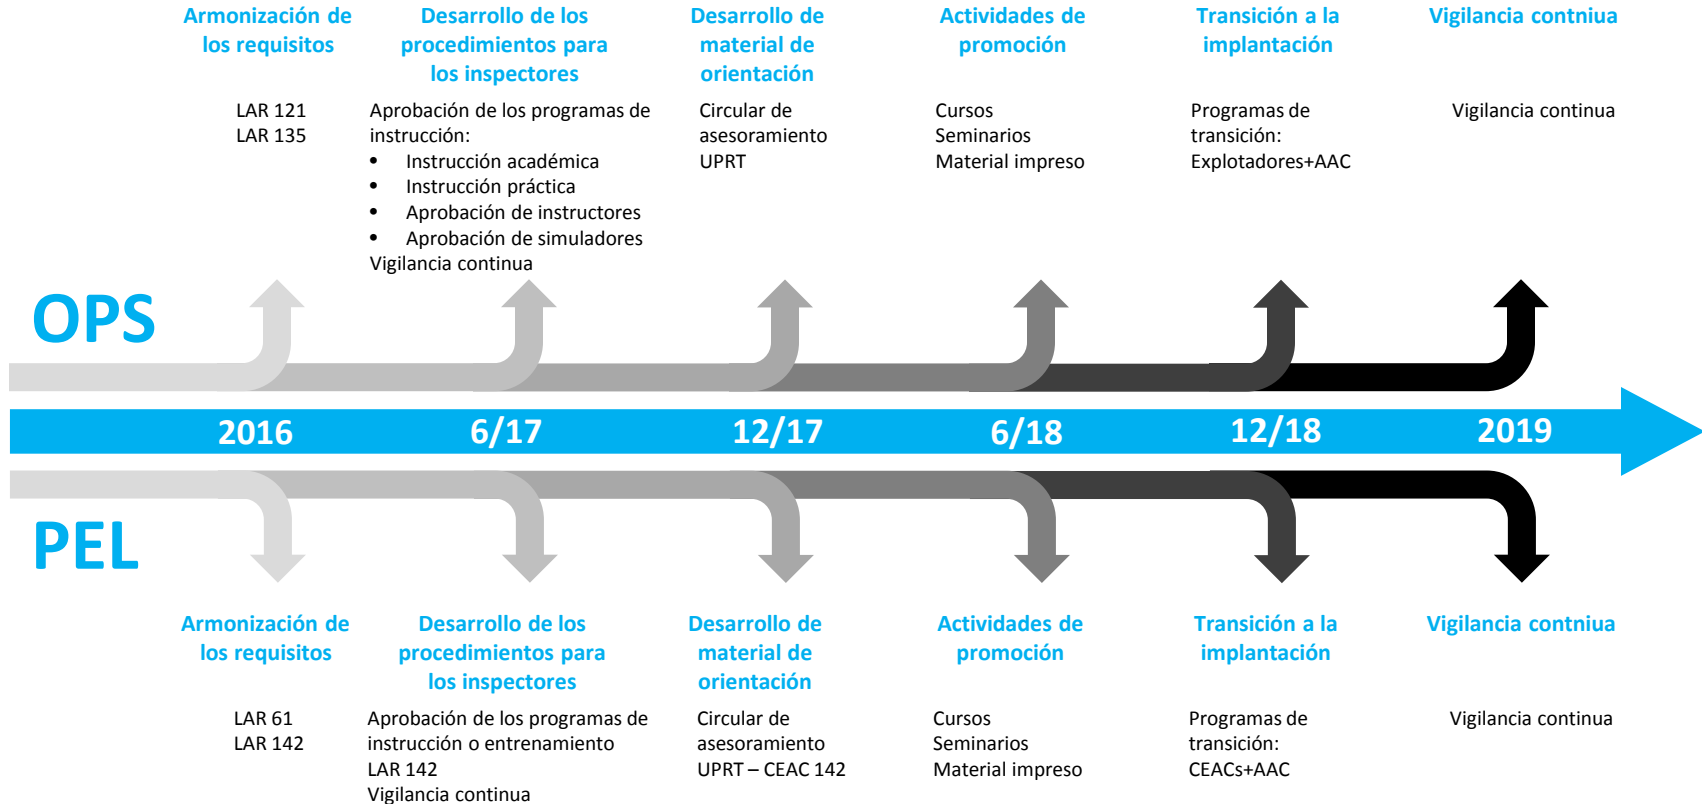 Armonización de
los requisitos
LAR 121
LAR 135
Desarrollo de los
procedimientos para
los inspectores
Aprobación de los programas de
instrucción:
• Instrucción académica
• Instrucción práctica
• Aprobación de instructores
• Aprobación de simuladores
Vigilancia continua
Desarrollo de
material de
orientación
Circular de
asesoramiento
UPRT
Actividades de
promoción
Cursos
Seminarios
Material impreso
Transición a la
implantación
Programas de
transición:
Explotadores+AAC
Vigilancia contniua
Vigilancia continua
OPS
2016
6/17
12/17
6/18
12/18
2019
PEL
Armonización de
los requisitos
LAR 61
LAR 142
Desarrollo de los
procedimientos para
los inspectores
Aprobación de los programas de
instrucción o entrenamiento
LAR 142
Vigilancia continua
Desarrollo de
material de
orientación
Circular de
asesoramiento
UPRT – CEAC 142
Actividades de
promoción
Cursos
Seminarios
Material impreso
Transición a la
implantación
Programas de
transición:
CEACs+AAC
Vigilancia contniua
Vigilancia continua